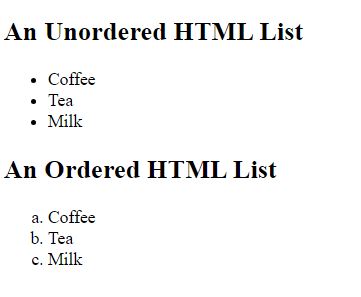 An Unordered HTML List
• Coffee
• Tea
• Milk
An Ordered HTML List
a. Coffee
b. Tea
c. Milk